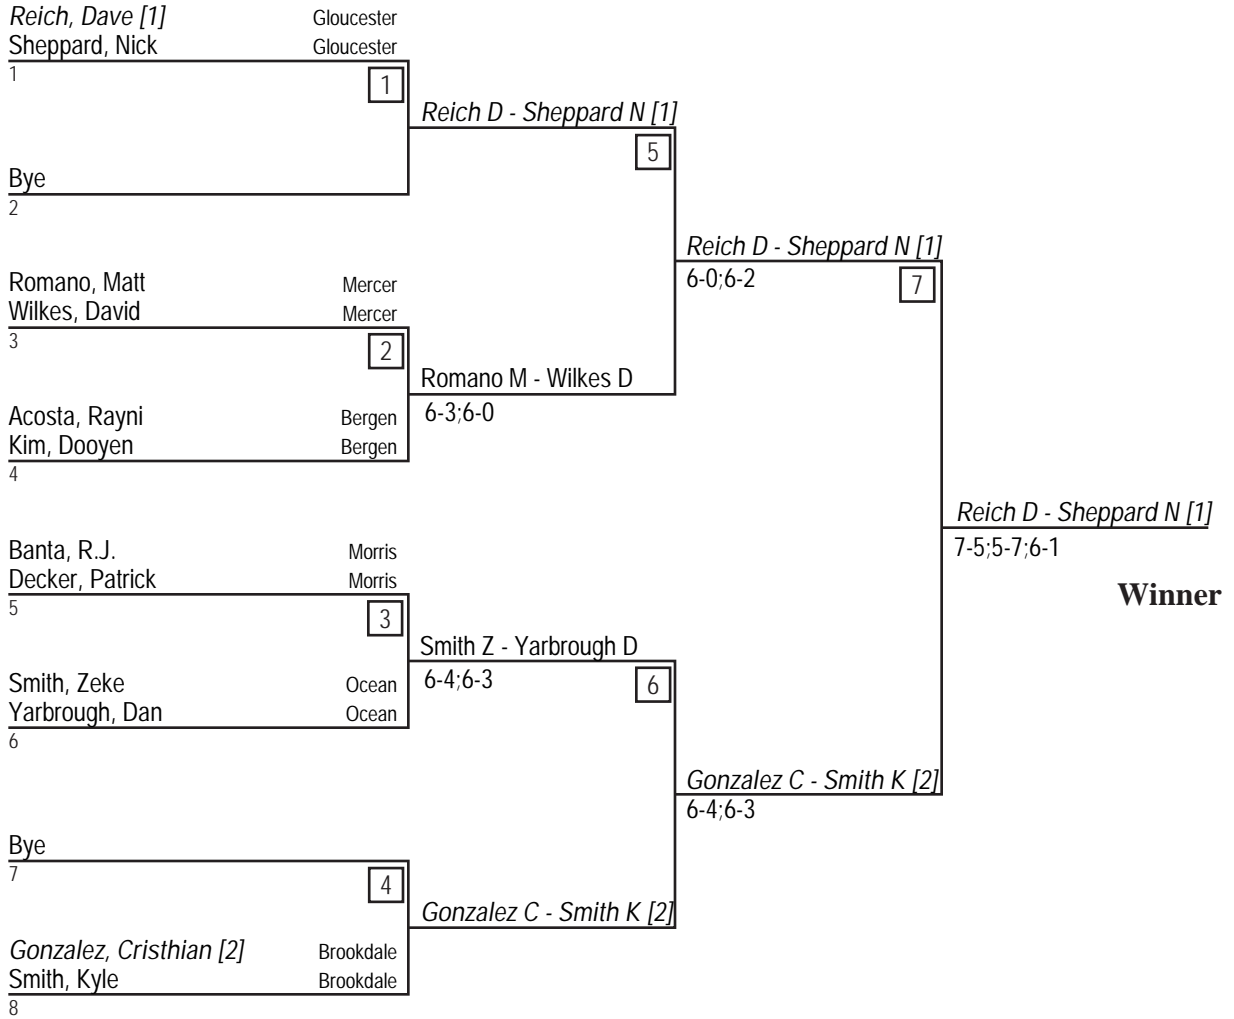 Reich, Dave [1] Gloucester
Sheppard, Nick Gloucester
1
1
Reich D - Sheppard N [1]
5
Bye
2
Reich D - Sheppard N [1]
6-0;6-2
7
Romano, Matt Mercer
Wilkes, David Mercer
3
2
Romano M - Wilkes D
6-3;6-0
Acosta, Rayni Bergen
Kim, Dooyen Bergen
4
Reich D - Sheppard N [1]
7-5;5-7;6-1
Winner
Banta, R.J. Morris
Decker, Patrick Morris
5
3
Smith Z - Yarbrough D
6-4;6-3
6
Smith, Zeke Ocean
Yarbrough, Dan Ocean
6
Gonzalez C - Smith K [2]
6-4;6-3
Bye
7
4
Gonzalez C - Smith K [2]
Gonzalez, Cristhian [2] Brookdale
Smith, Kyle Brookdale
8